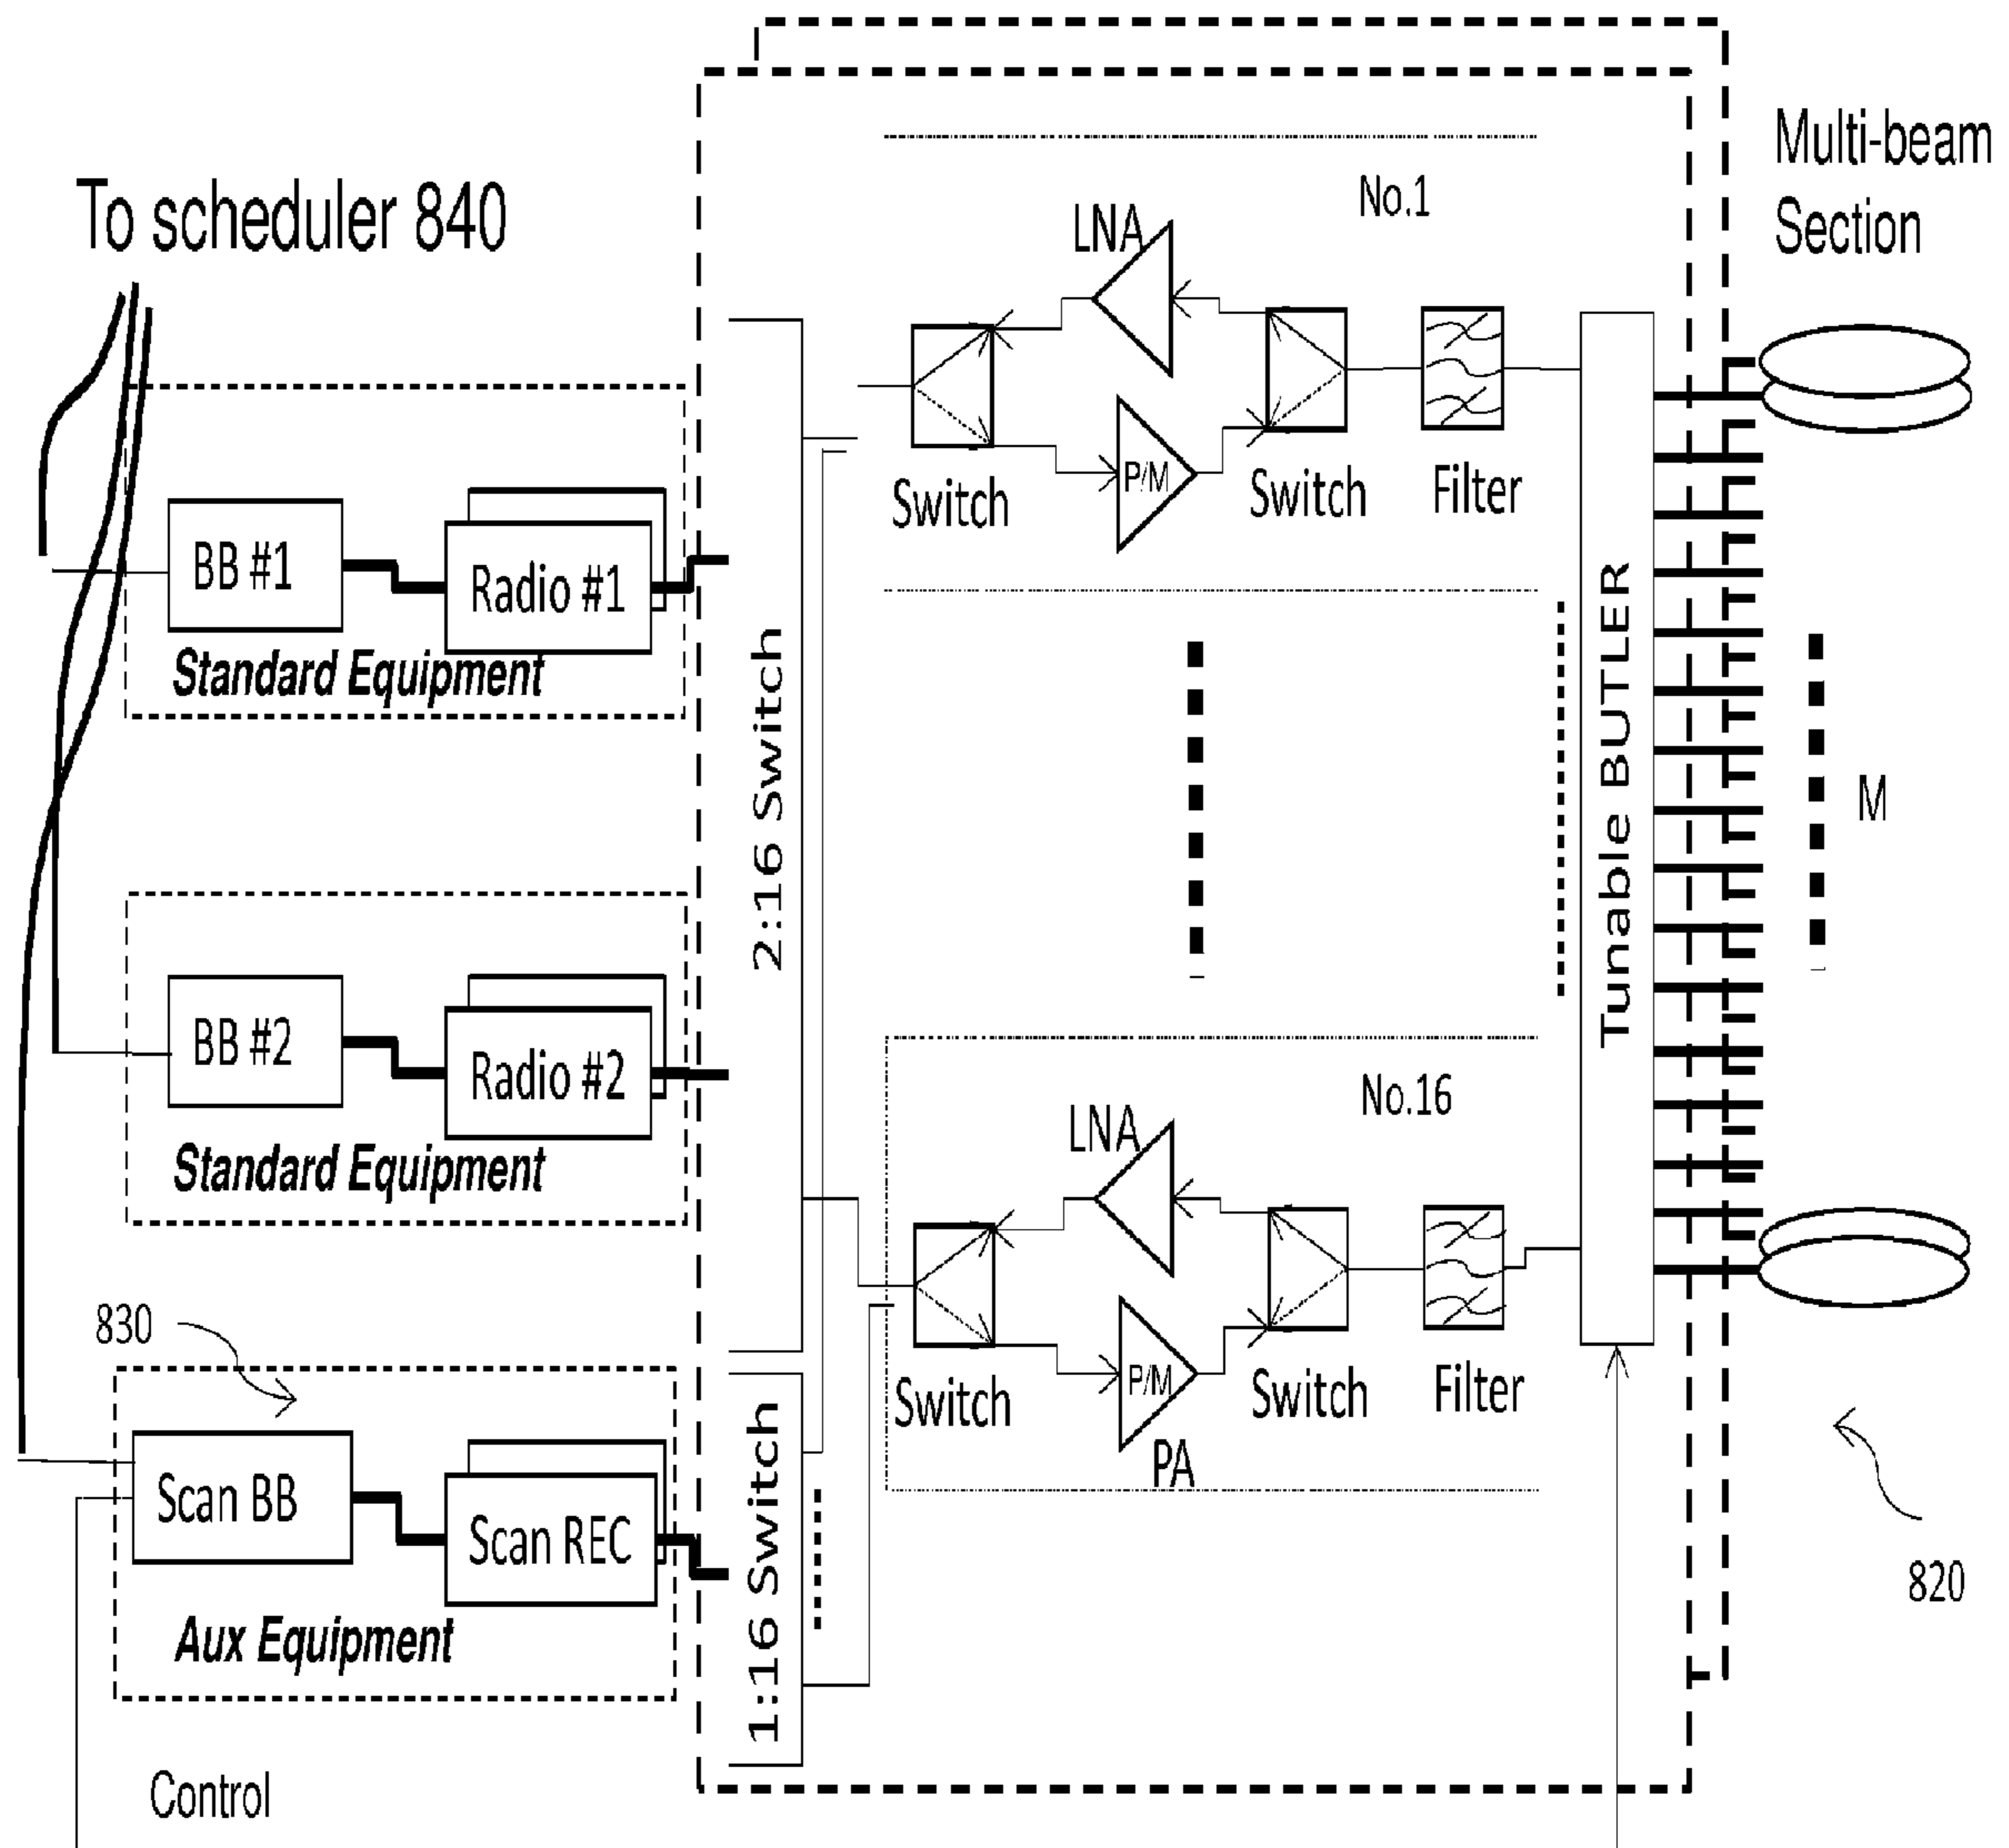 Multi-beam
Section
To scheduler 840
No.1
LNA
P/M
Switch
Switch
Filter
BB #1
Radio #1
Standard Equipment
2:16 Switch
Tunable BUTLER
M
BB #2
Radio #2
Standard Equipment
No.16
LNA
P/M
PA
Switch
Switch
Filter
830
Scan BB
Scan REC
Aux Equipment
1:16 Switch
820
Control